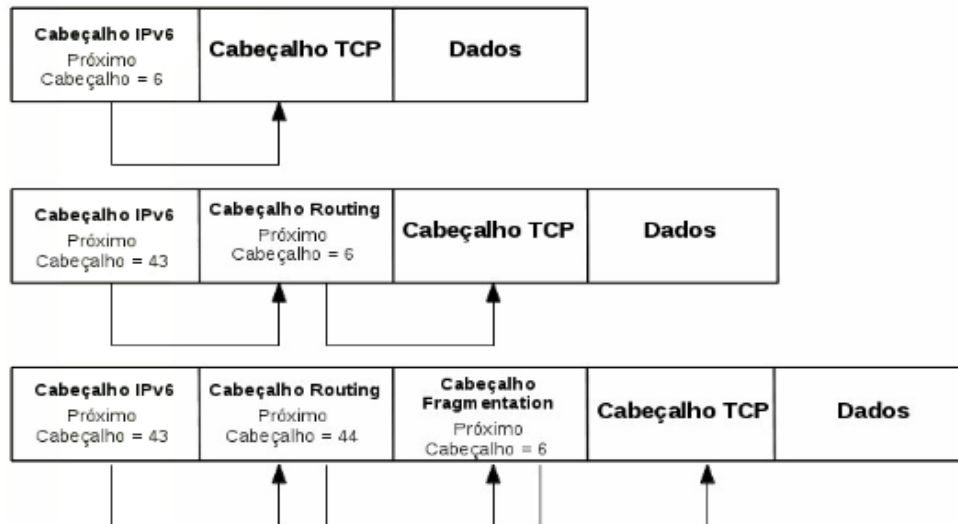 Cabeçalho IPv6
Próximo
Cabeçalho = 6
Cabeçalho TCP
Dados
Cabeçalho IPv6
Próximo
Cabeçalho = 43
Cabeçalho Routing
Próximo
Cabeçalho = 6
Cabeçalho TCP
Dados
Cabeçalho IPv6
Próximo
Cabeçalho = 43
Cabeçalho Routing
Próximo
Cabeçalho = 44
Cabeçalho
Fragmentation
Próximo
Cabeçalho = 6
Cabeçalho TCP
Dados